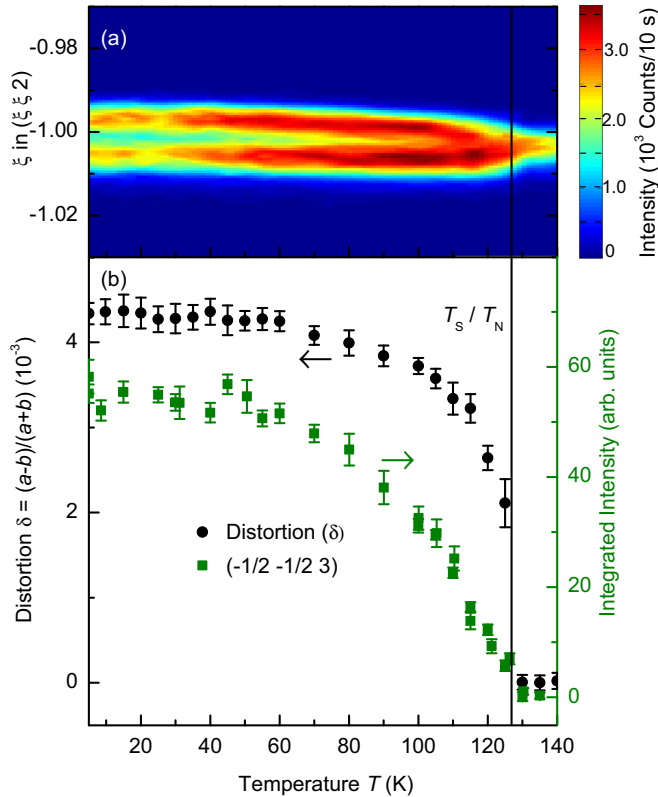 (a)
-0.98
-1.00
-1.02
ξ in (ξ ξ 2)
3.0
2.0
1.0
0
Intensity (10³ Counts/10 s)
(b)
T_S / T_N
4
2
0
Distortion δ = (a-b)/(a+b) (10⁻³)
60
40
20
0
Integrated Intensity (arb. units)
Distortion (δ)
(-1/2 -1/2 3)
20 40 60 80 100 120 140
Temperature T (K)